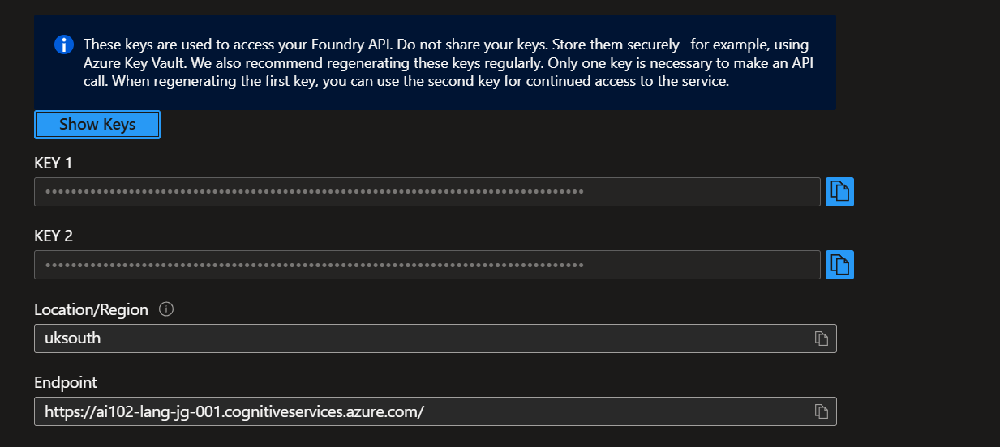 These keys are used to access your Foundry API. Do not share your keys. Store them securely– for example, using
Azure Key Vault. We also recommend regenerating these keys regularly. Only one key is necessary to make an API
call. When regenerating the first key, you can use the second key for continued access to the service.
Show Keys
KEY 1
KEY 2
Location/Region
uksouth
Endpoint
https://ai102-lang-jg-001.cognitiveservices.azure.com/